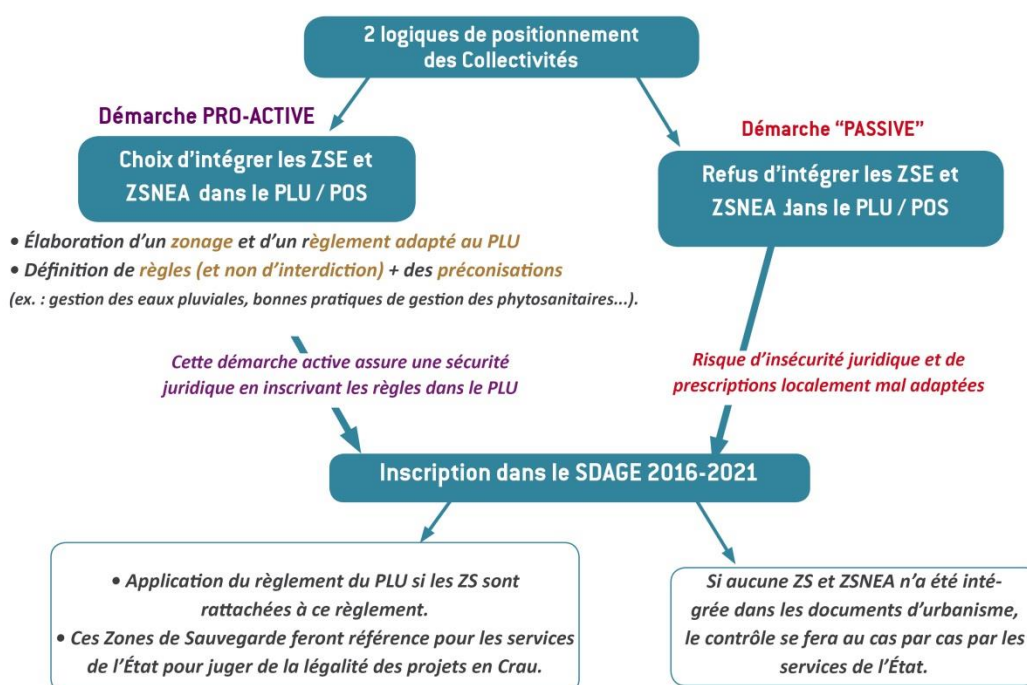 2 logiques de positionnement
des Collectivités
Démarche PRO-ACTIVE
Choix d'intégrer les ZSE et
ZSNEA dans le PLU / POS
• Élaboration d'un zonage et d'un règlement adapté au PLU
• Définition de règles (et non d'interdiction) + des préconisations
(ex. : gestion des eaux pluviales, bonnes pratiques de gestion des phytosanitaires...).
Cette démarche active assure une sécurité
juridique en inscrivant les règles dans le PLU
Démarche "PASSIVE"
Refus d'intégrer les ZSE et
ZSNEA dans le PLU / POS
Risque d'insécurité juridique et de
prescriptions localement mal adaptées
Inscription dans le SDAGE 2016-2021
• Application du règlement du PLU si les ZS sont
rattachées à ce règlement.
• Ces Zones de Sauvegarde feront référence pour les services
de l'État pour juger de la légalité des projets en Crau.
Si aucune ZS et ZSNEA n'a été inté-
grée dans les documents d'urbanisme,
le contrôle se fera au cas par cas par les
services de l'État.